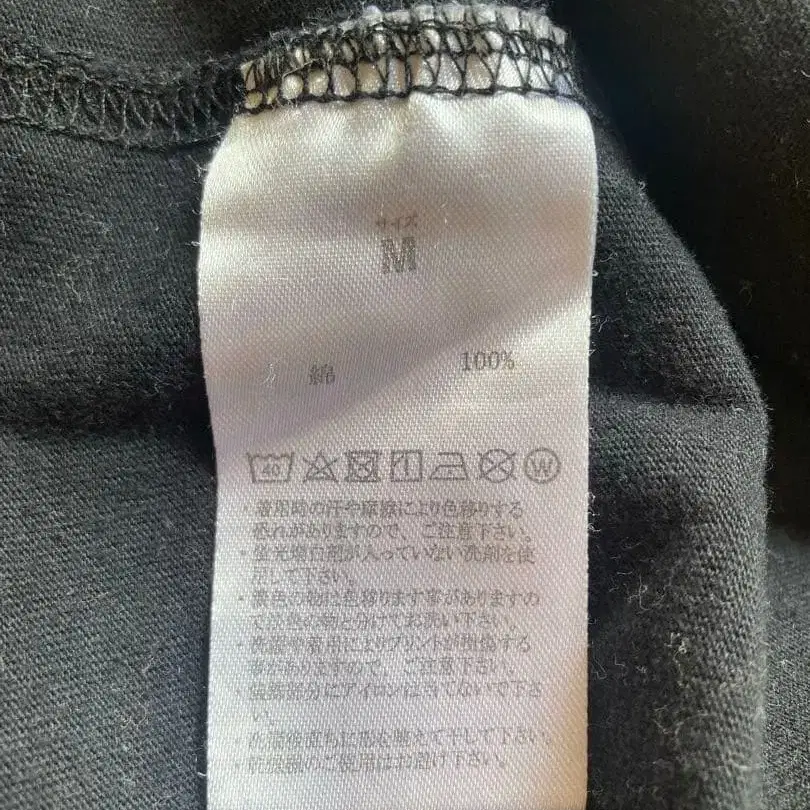 サイズ
M
綿 100%
40 W
・着用時の汗や摩擦により色移りする
恐れがありますので、ご注意下さい。
・蛍光増白剤が入っていない洗剤を使
用して下さい。
・濃色の物は色移りします事がありますの
で淡色の物と分けてお洗い下さい。
・洗濯や着用によりプリントが損傷する
事がありますので、ご注意下さい。
・装飾部分にアイロンは当てないで下さ
い。
・洗濯後直ちに形を整えて干して下さい。
・乾燥機のご使用はお避け下さい。